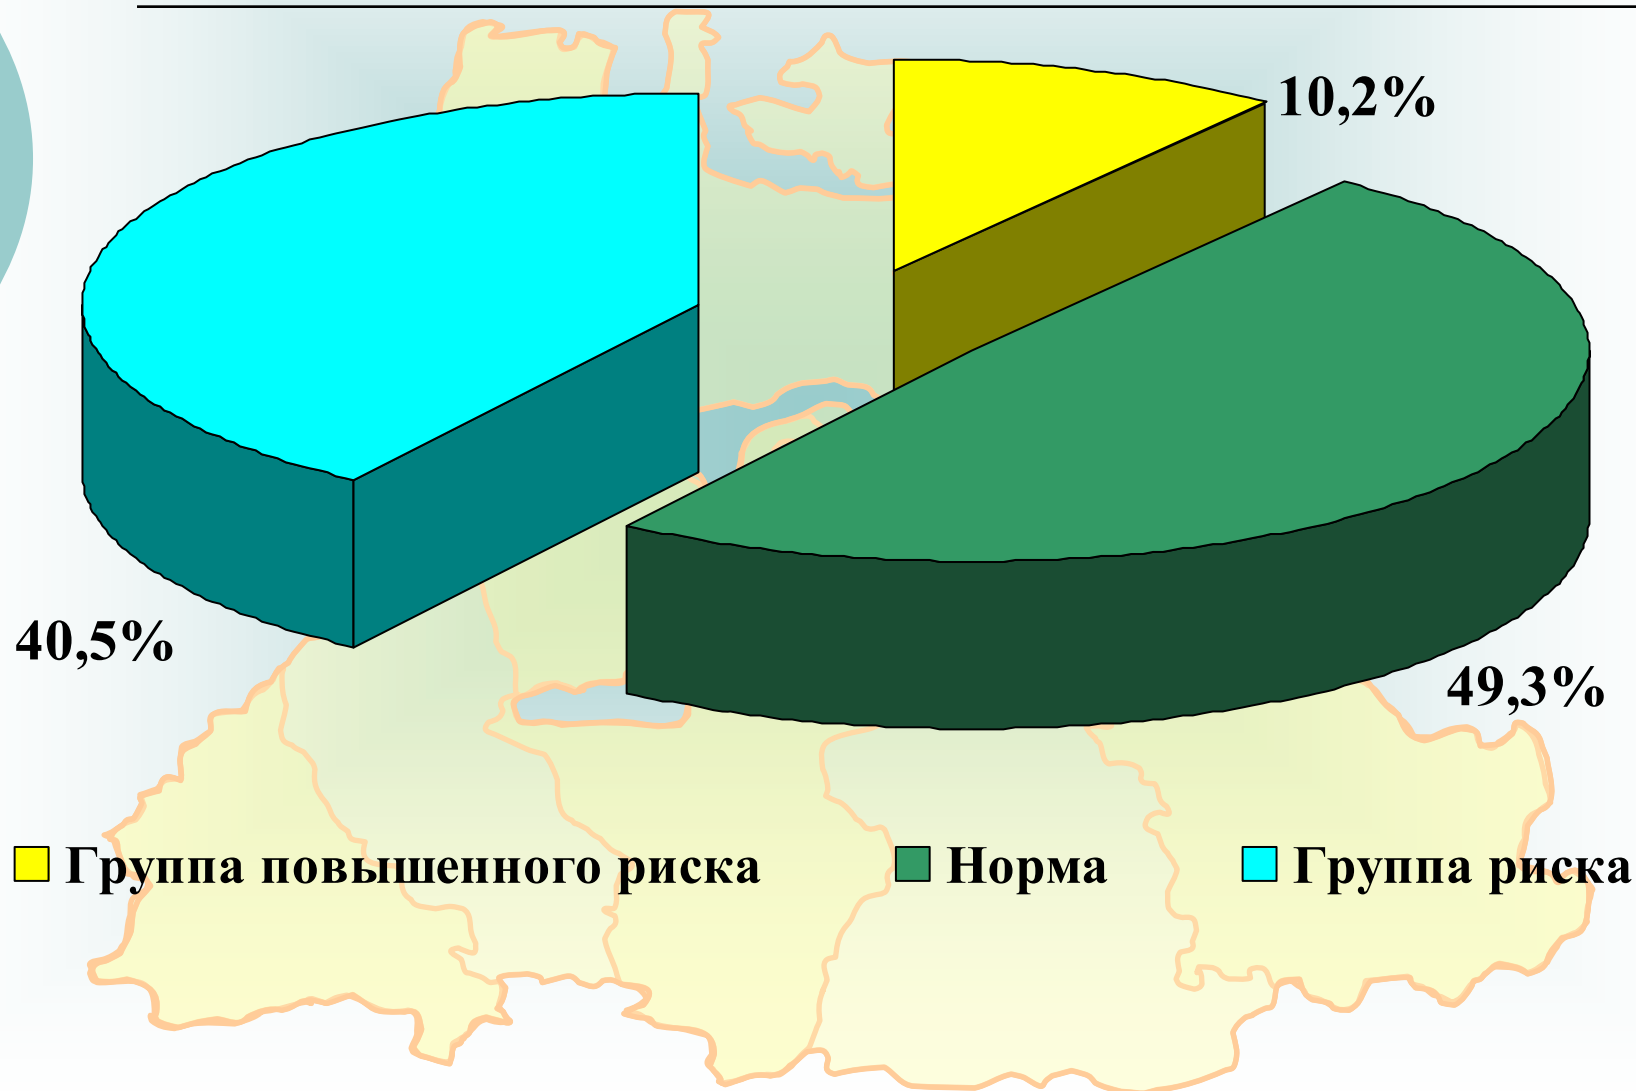 10,2%
40,5%
49,3%
Группа повышенного риска
Норма
Группа риска